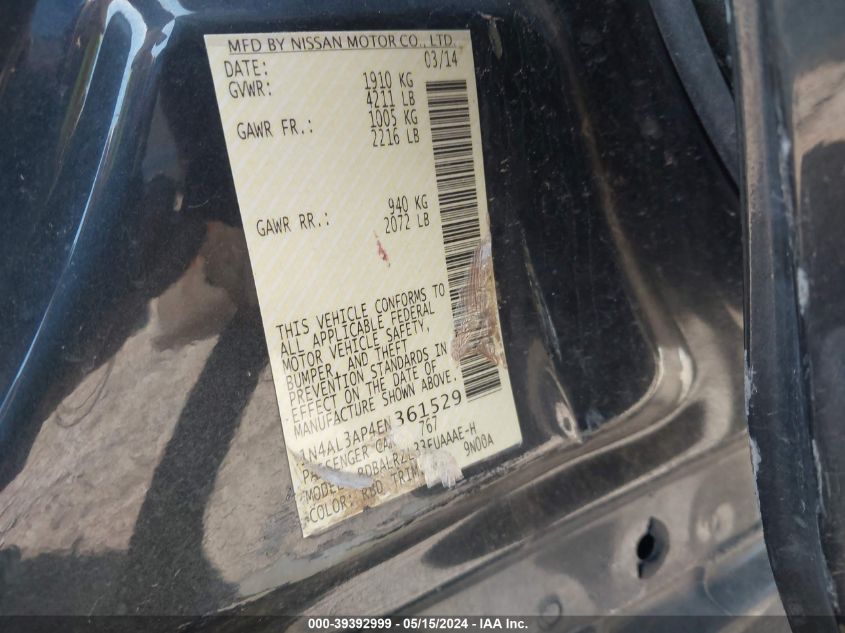 MFD BY NISSAN MOTOR CO., LTD.
DATE: 03/14
GVWR: 1910 KG
4211 LB
GAWR FR.: 1005 KG
2216 LB
GAWR RR.: 940 KG
2072 LB
THIS VEHICLE CONFORMS TO
ALL APPLICABLE FEDERAL
MOTOR VEHICLE SAFETY,
BUMPER, AND THEFT
PREVENTION STANDARDS IN
EFFECT ON THE DATE OF
MANUFACTURE SHOWN ABOVE.
1N4AL3AP4EN361529
767
COLOR: TRIM 9N00A
000-39392999 - 05/15/2024 - IAA Inc.